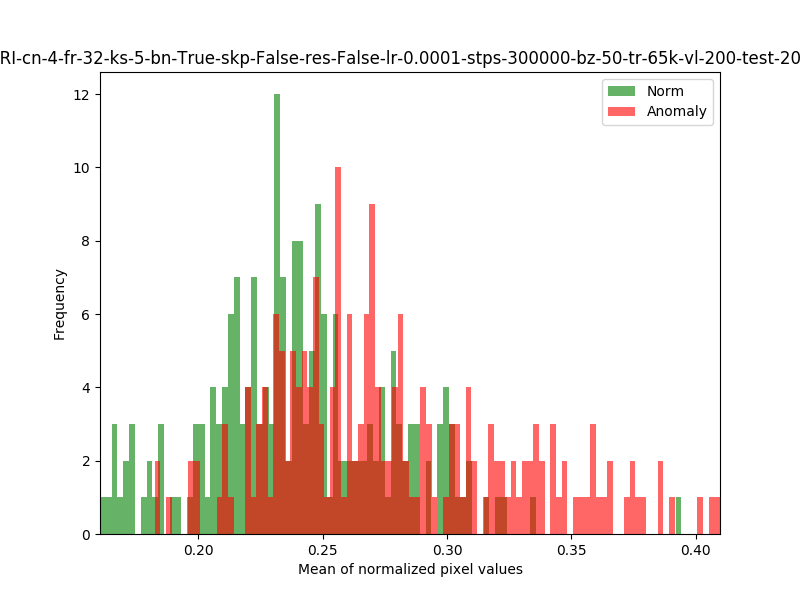 RI-cn-4-fr-32-ks-5-bn-True-skp-False-res-False-lr-0.0001-stps-300000-bz-50-tr-65k-vl-200-test-20
Norm
Anomaly
12
10
8
6
4
2
0
Frequency
0.20 0.25 0.30 0.35 0.40
Mean of normalized pixel values